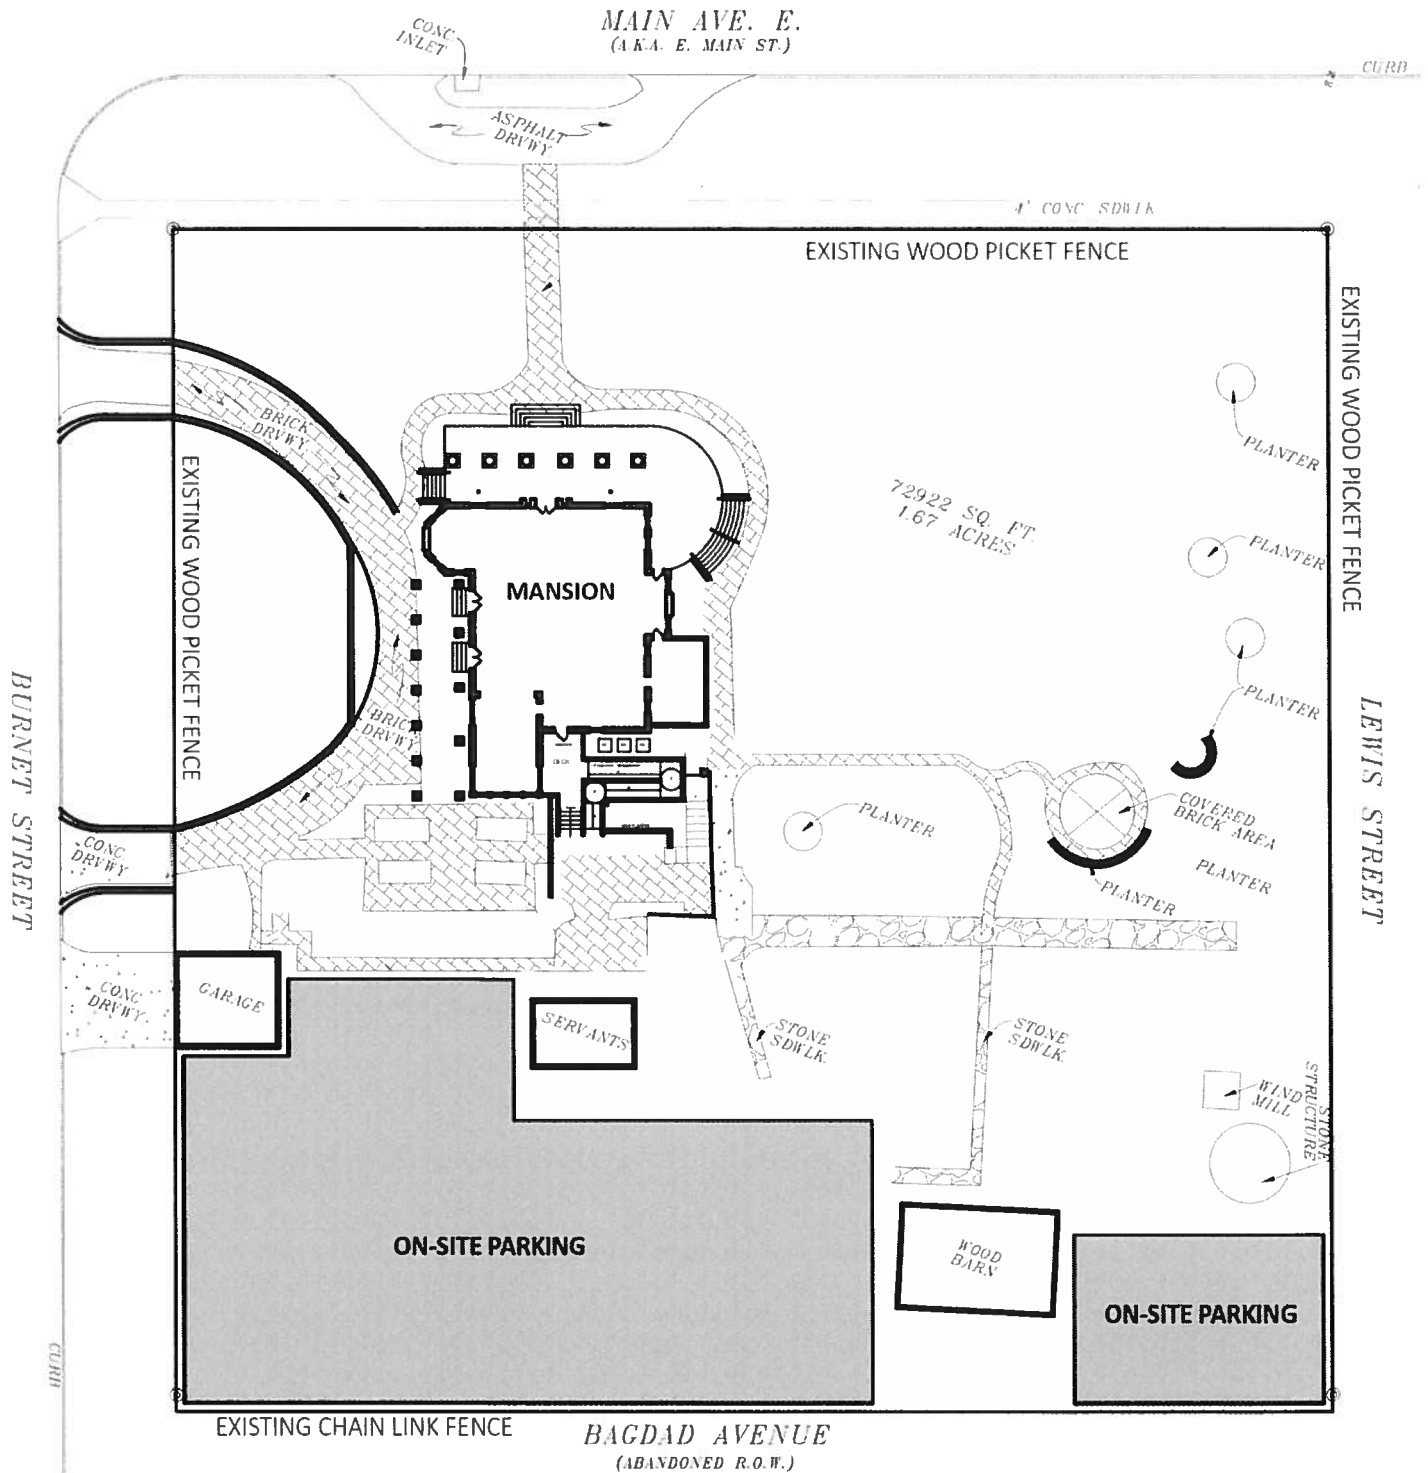 MAIN AVE. E.
(A.K.A. E. MAIN ST.)
CONC.
INLET
CURB
ASPHALT
DRVWY.
4' CONC SDWLK
EXISTING WOOD PICKET FENCE
EXISTING WOOD PICKET FENCE
BRICK
DRVWY
PLANTER
EXISTING WOOD PICKET FENCE
72922 SQ. FT.
1.67 ACRES
PLANTER
MANSION
PLANTER
BURNET STREET
LEWIS STREET
BRICK
DRVWY
COVERED
BRICK AREA
PLANTER
PLANTER
PLANTER
CONC
DRVWY
GARAGE
CONC
DRVWY.
SERVANTS
STONE
SDWLK
STONE
SDWLK
WIND
MILL
STONE
STRUCTURE
WOOD
BARN
ON-SITE PARKING
ON-SITE PARKING
CURB
EXISTING CHAIN LINK FENCE
BAGDAD AVENUE
(ABANDONED R.O.W.)